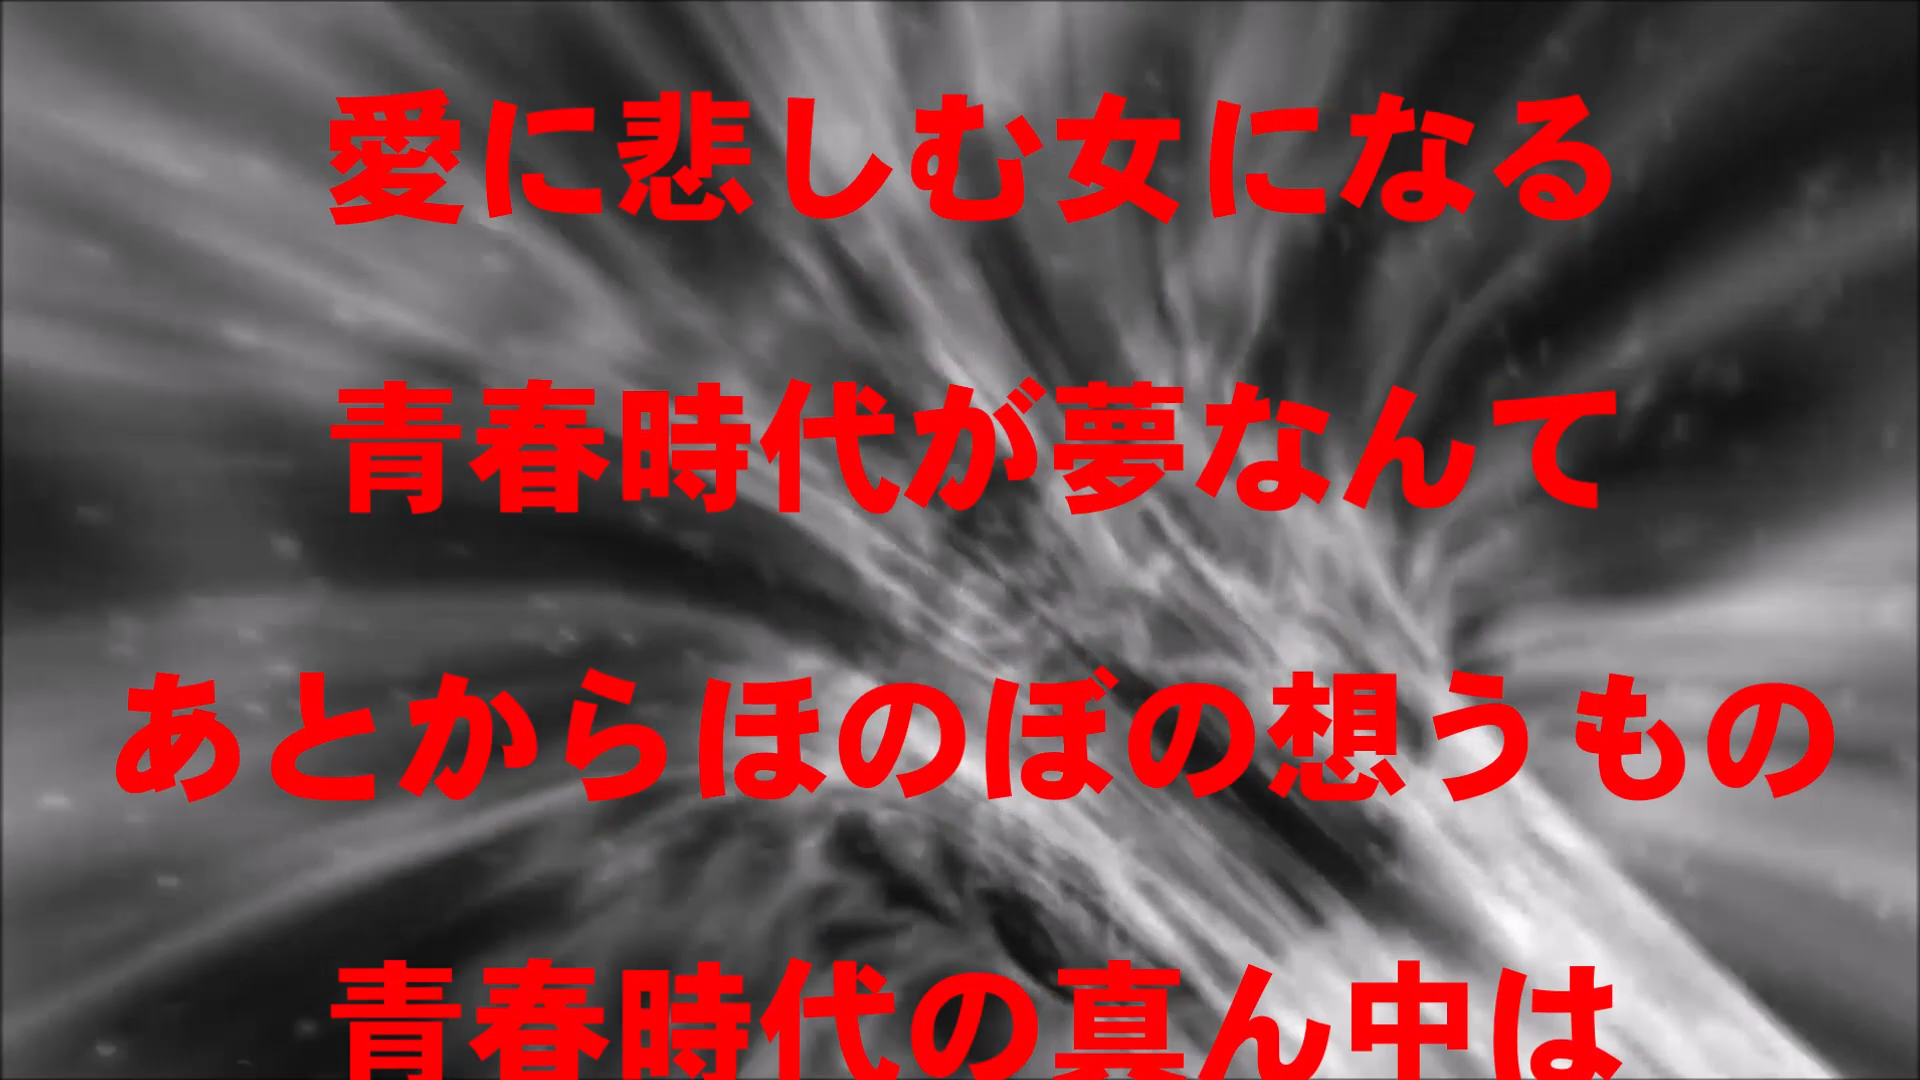 愛に悲しむ女になる
青春時代が夢なんて
あとからほのぼの想うもの
青春時代の真ん中は